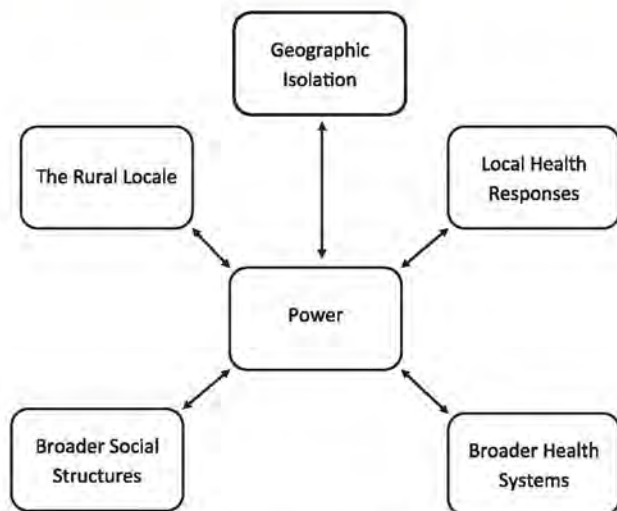 Geographic
Isolation
The Rural Locale
Local Health
Responses
Power
Broader Social
Structures
Broader Health
Systems